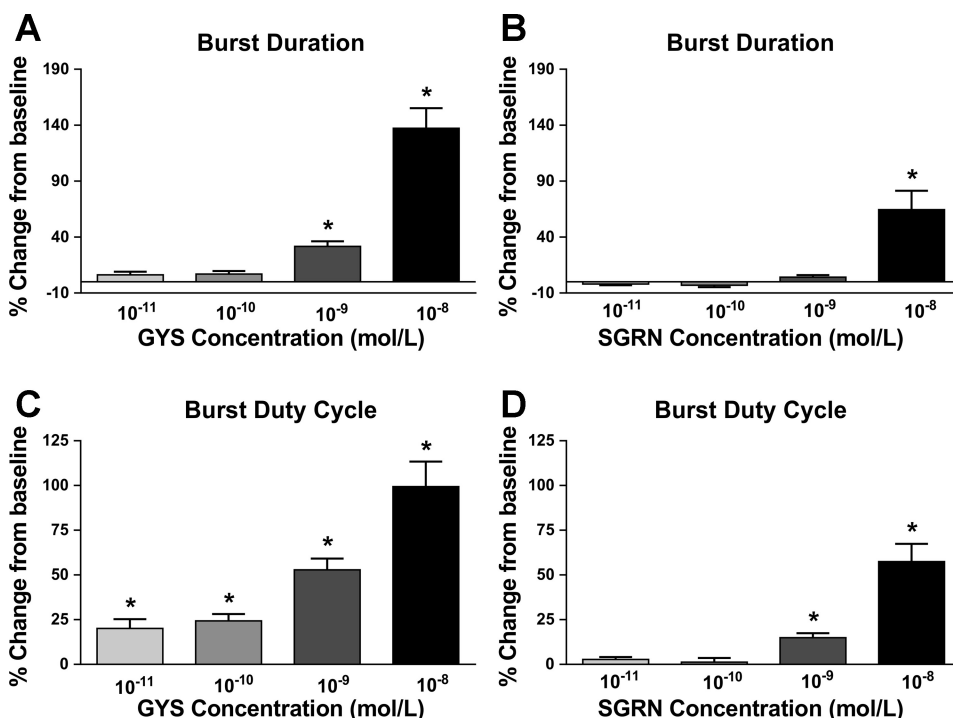 A
Burst Duration
% Change from baseline
190
140
90
40
-10
10-11
10-10
10-9
10-8
*
*
GYS Concentration (mol/L)
B
Burst Duration
% Change from baseline
190
140
90
40
-10
10-11
10-10
10-9
10-8
*
SGRN Concentration (mol/L)
C
Burst Duty Cycle
% Change from baseline
125
100
75
50
25
0
10-11
10-10
10-9
10-8
*
*
*
*
GYS Concentration (mol/L)
D
Burst Duty Cycle
% Change from baseline
125
100
75
50
25
0
10-11
10-10
10-9
10-8
*
*
SGRN Concentration (mol/L)